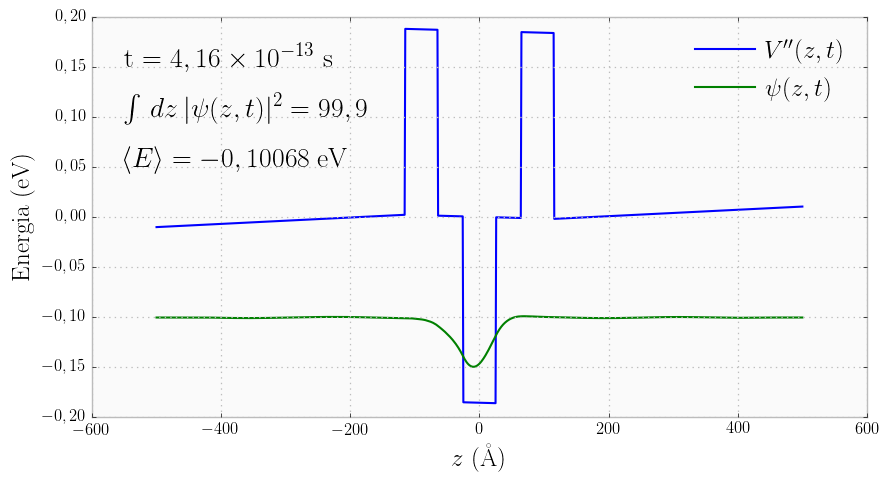 0,20
0,15
0,10
0,05
0,00
−0,05
−0,10
−0,15
−0,20
Energia (eV)
t = 4,16 × 10⁻¹³ s
∫ dz |ψ(z,t)|² = 99,9
⟨E⟩ = −0,10068 eV
V″(z,t)
ψ(z,t)
−600 −400 −200 0 200 400 600
z (Å)